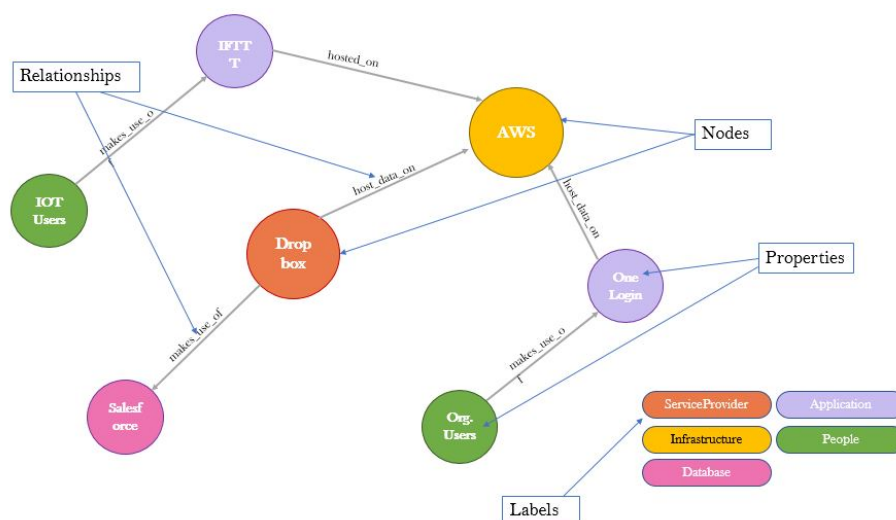 IFTT
T
hosted_on
Relationships
AWS
Nodes
makes_use_o
f
host_data_on
IOT
Users
host_data_on
Drop
box
Properties
One
Login
makes_use_of
makes_use_o
f
Salesf
orce
Org.
Users
ServiceProvider
Application
Infrastructure
People
Database
Labels